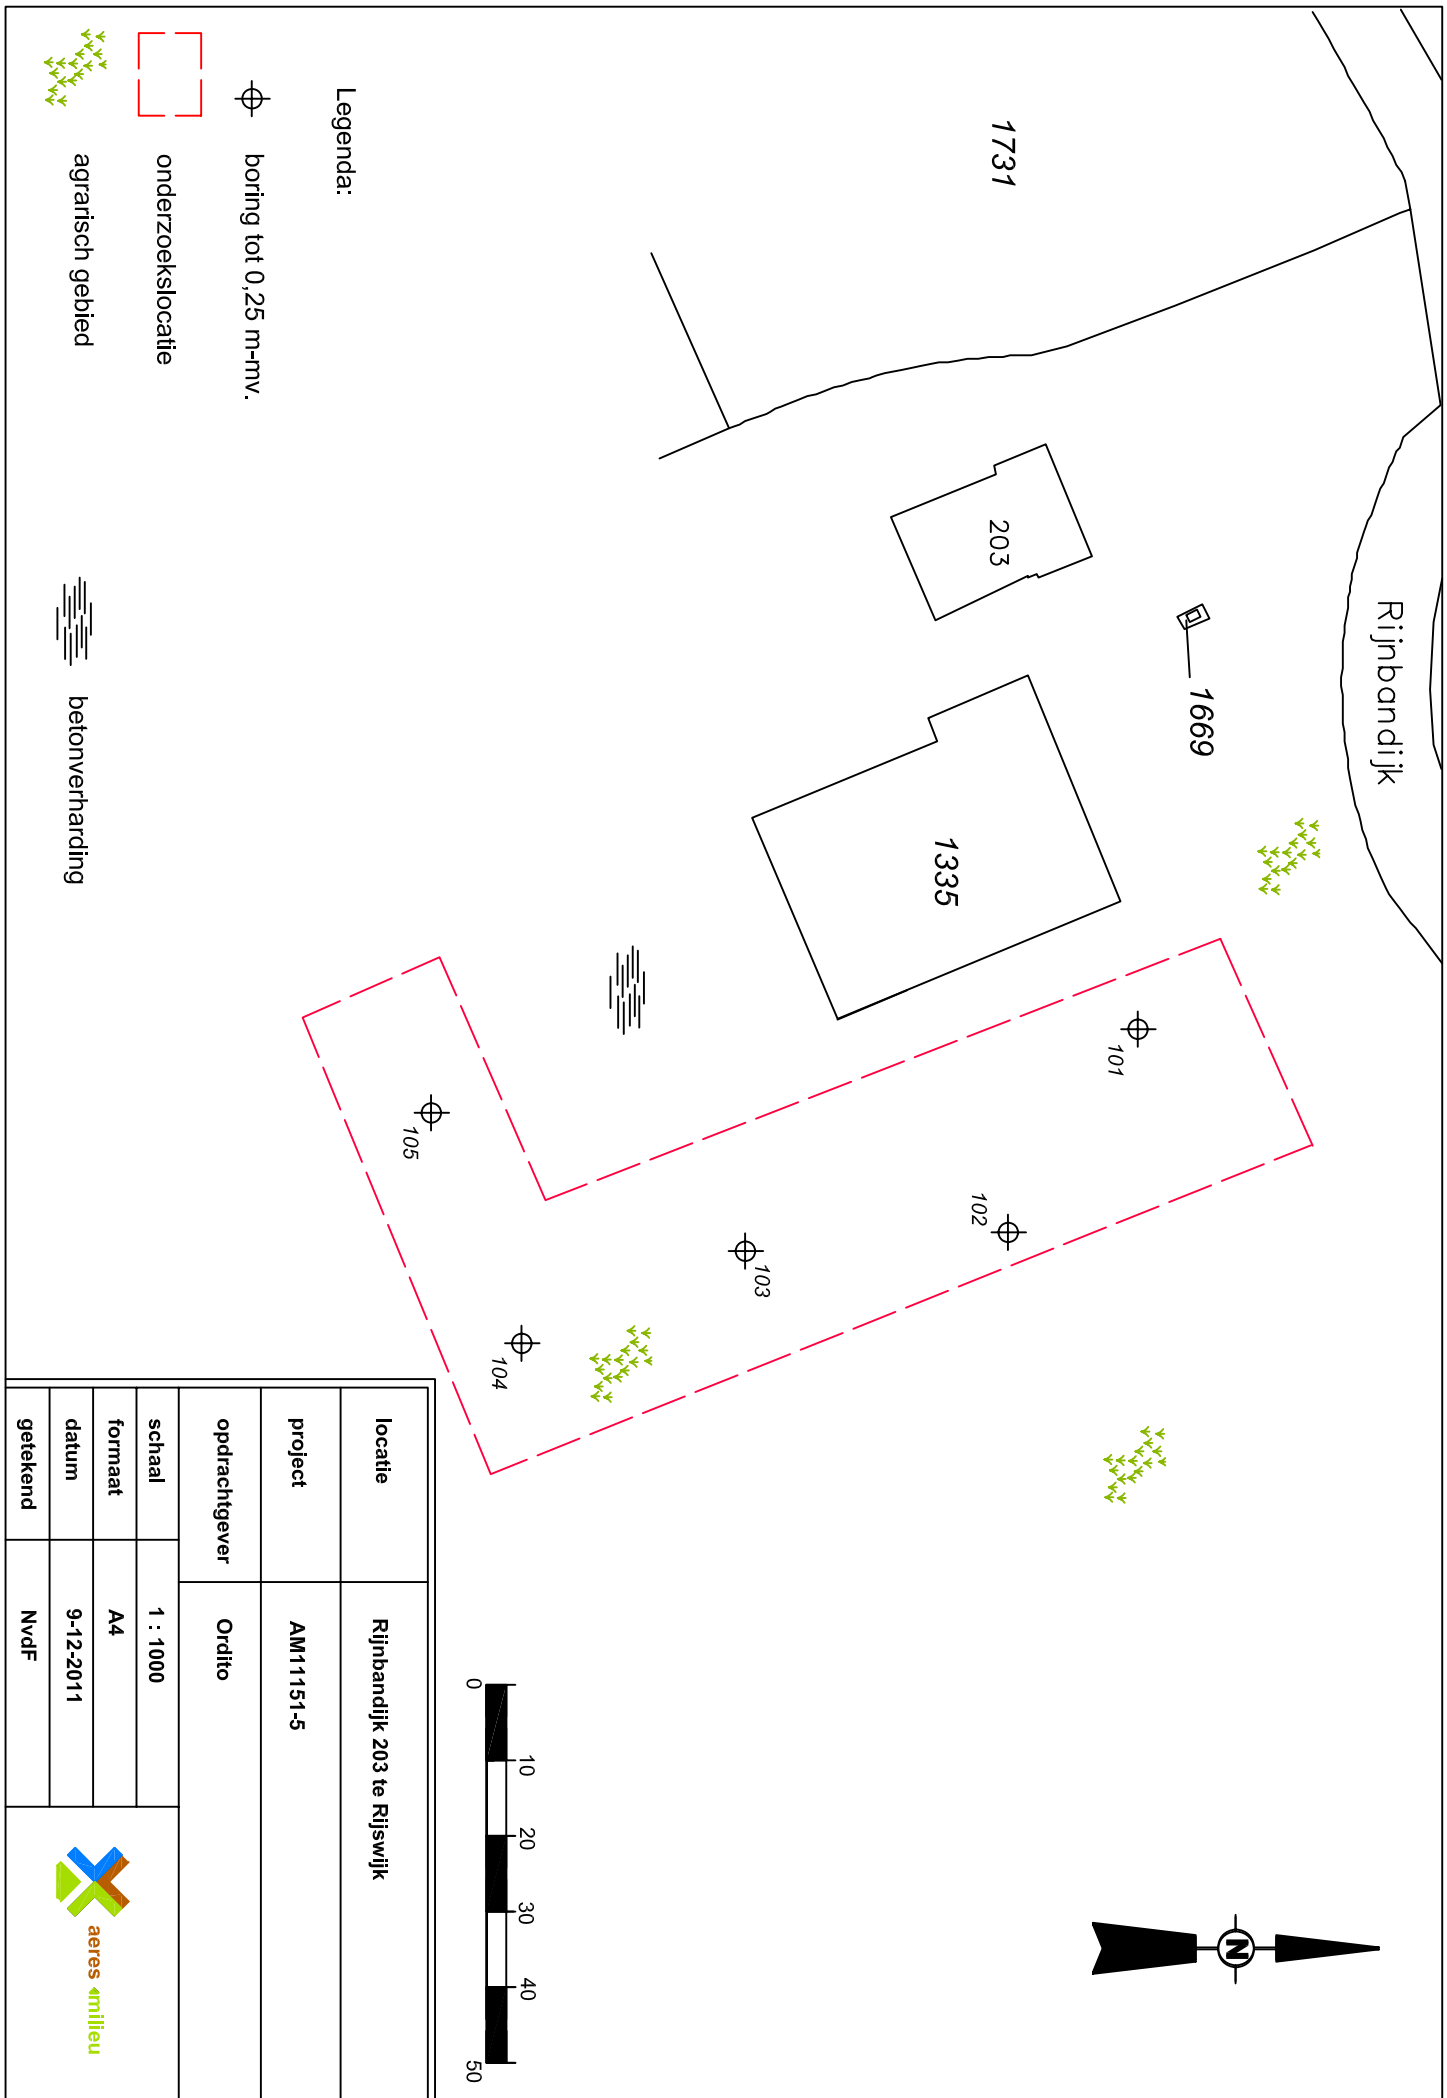 Rijnbandijk
1731
1669
203
1335
101
102
103
104
105
Legenda:
boring tot 0,25 m-mv.
onderzoekslocatie
agrarisch gebied
betonverharding
0 10 20 30 40 50
N
locatie Rijnbandijk 203 te Rijswijk
project AM11151-5
opdrachtgever Ordito
schaal 1 : 1000
formaat A4
datum 9-12-2011
getekend NvdF
aeres milieu